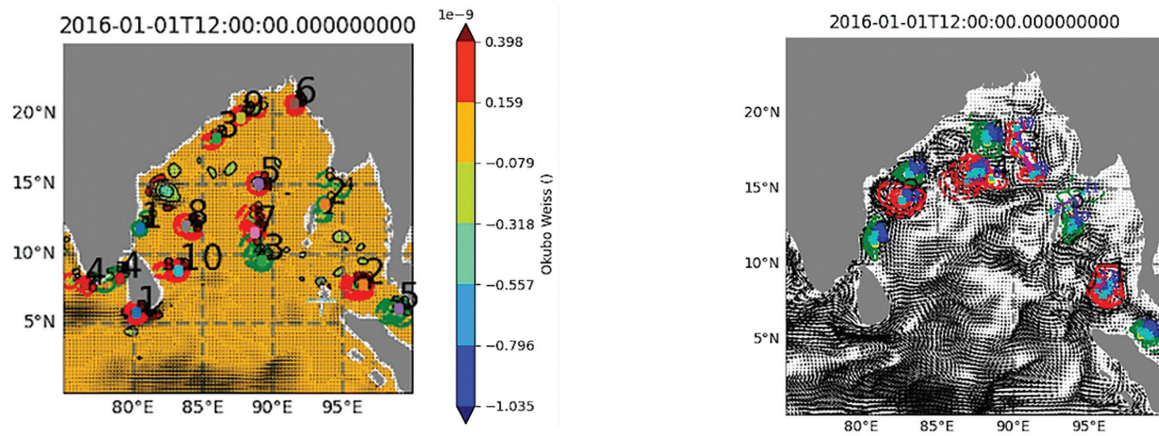 2016-01-01T12:00:00.000000000
20°N
15°N
10°N
5°N
80°E 85°E 90°E 95°E
6
9
3
5
1
8
7
3
10
4
4
2
1
5
1e−9
0.398
0.159
−0.079
−0.318
−0.557
−0.796
−1.035
Okubo Weiss ()
2016-01-01T12:00:00.000000000
20°N
15°N
10°N
5°N
80°E 85°E 90°E 95°E